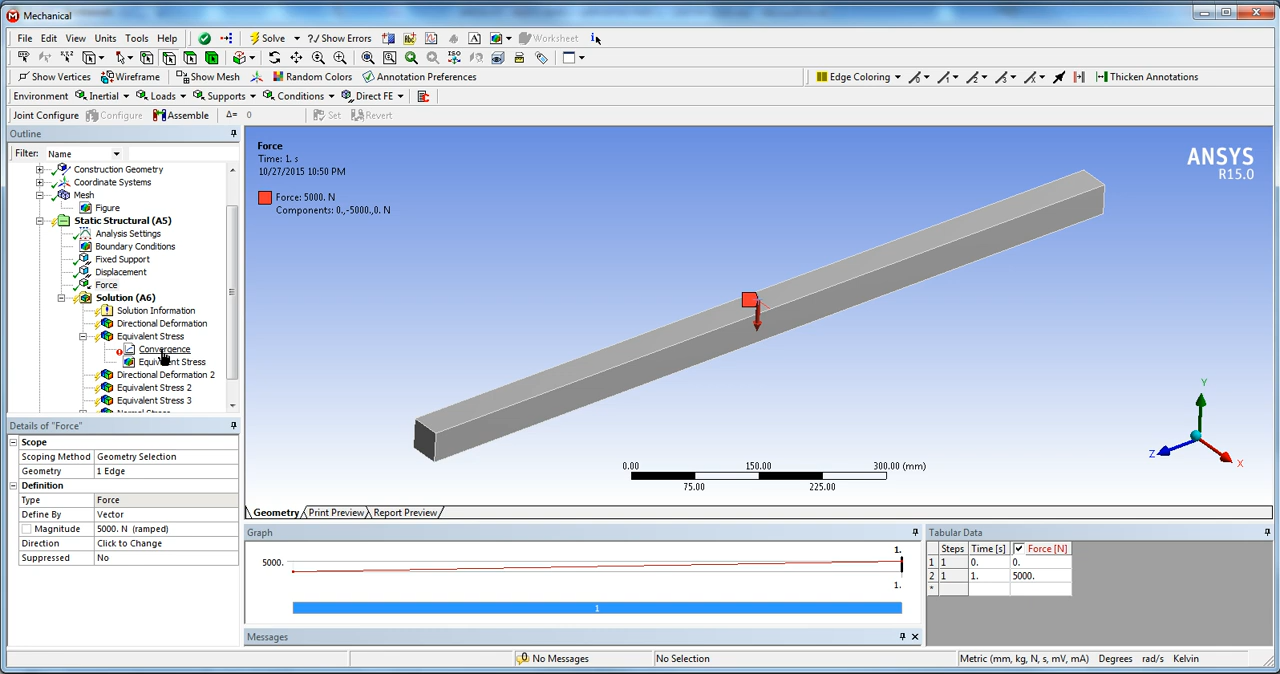 Mechanical
File Edit View Units Tools Help Solve ?/ Show Errors Worksheet
Show Vertices Wireframe Show Mesh Random Colors Annotation Preferences Edge Coloring Thicken Annotations
Environment Inertial Loads Supports Conditions Direct FE
Joint Configure Configure Assemble Δ= 0 Set Revert
Outline
Filter: Name
Construction Geometry
Coordinate Systems
Mesh
Figure
Static Structural (A5)
Analysis Settings
Boundary Conditions
Fixed Support
Displacement
Force
Solution (A6)
Solution Information
Directional Deformation
Equivalent Stress
Convergence
Equivalent Stress
Directional Deformation 2
Equivalent Stress 2
Equivalent Stress 3
Details of "Force"
Scope
Scoping Method Geometry Selection
Geometry 1 Edge
Definition
Type Force
Define By Vector
Magnitude 5000. N (ramped)
Direction Click to Change
Suppressed No
Force
Time: 1. s
10/27/2015 10:50 PM
Force: 5000. N
Components: 0.,-5000.,0. N
ANSYS
R15.0
Y
Z
X
0.00 150.00 300.00 (mm)
75.00 225.00
Geometry Print Preview Report Preview
Graph
1.
5000.
1.
1
Messages
Tabular Data
Steps Time [s] Force [N]
1 1 0. 0.
2 1 1. 5000.
*
0 No Messages No Selection Metric (mm, kg, N, s, mV, mA) Degrees rad/s Kelvin